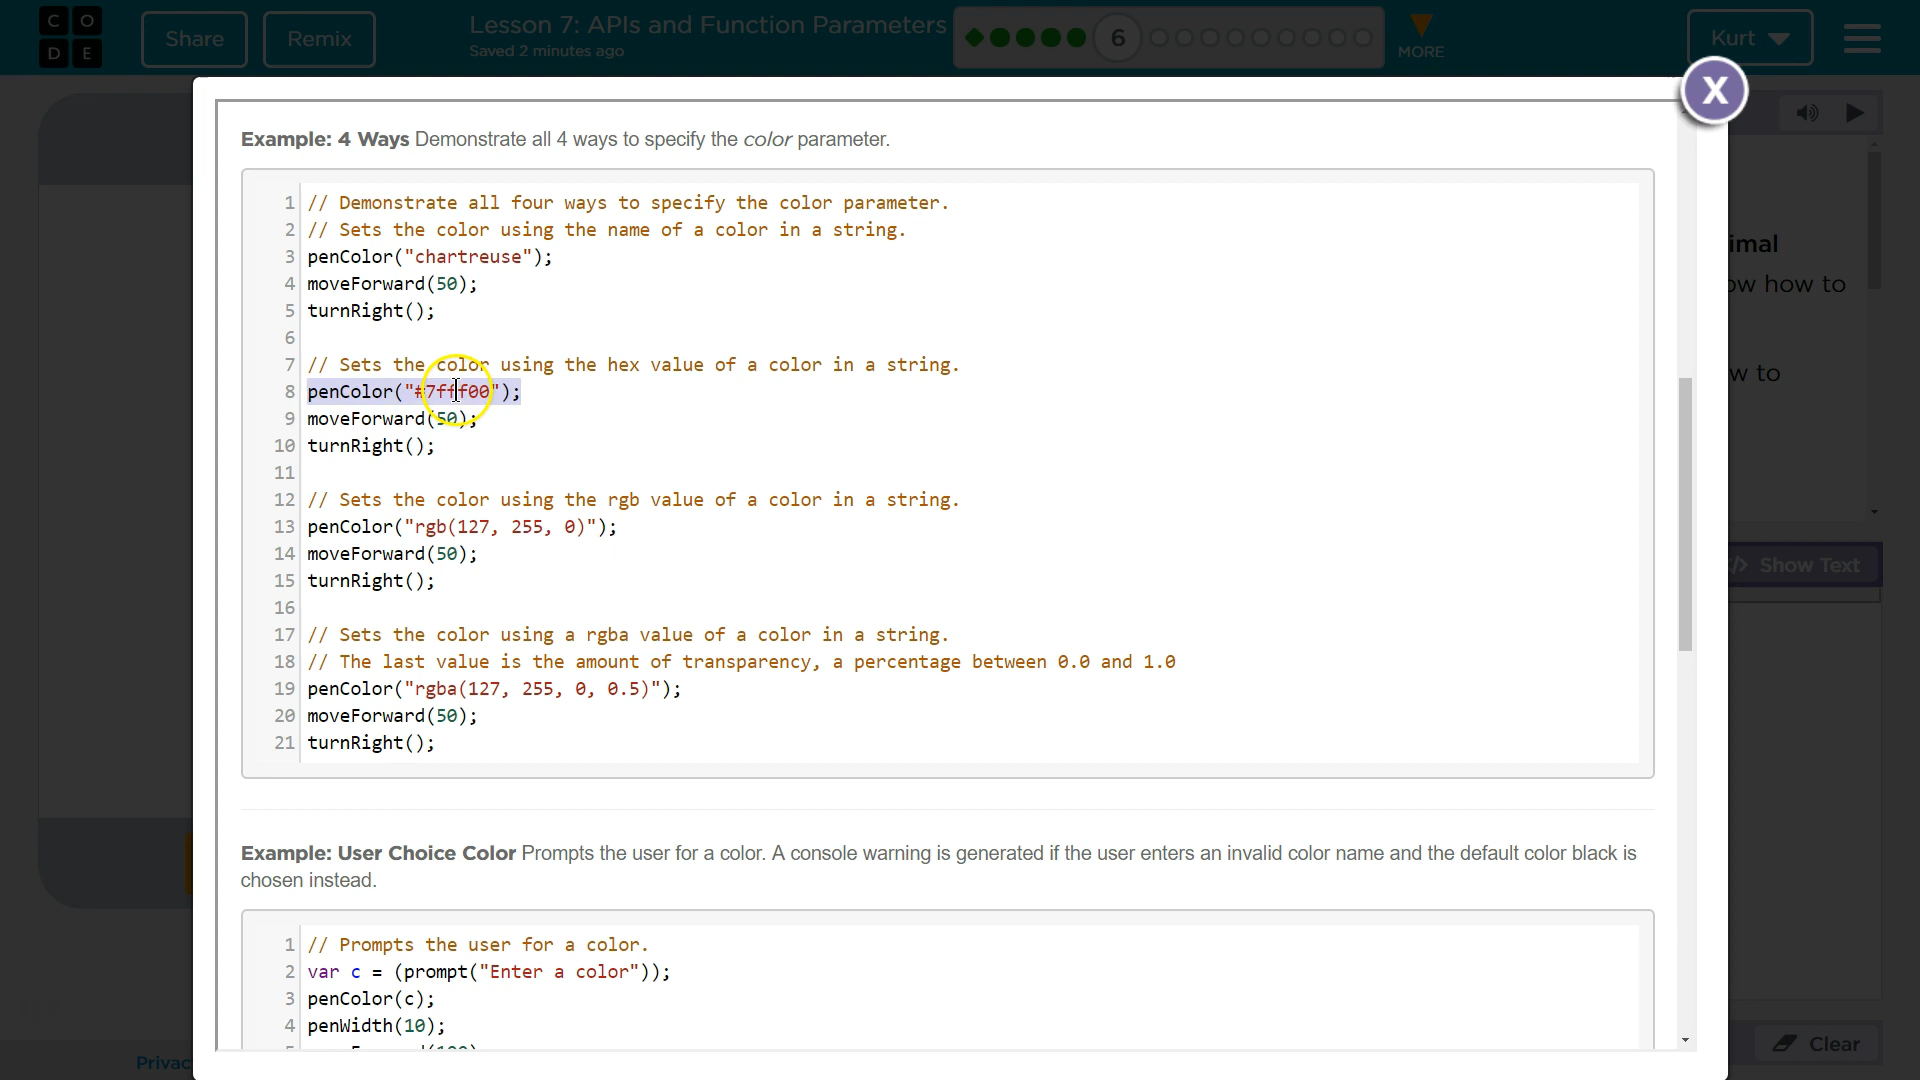 C O
D E
Share
Remix
Lesson 7: APIs and Function Parameters
Saved 2 minutes ago
6
MORE
Kurt
X
Example: 4 Ways Demonstrate all 4 ways to specify the color parameter.
1 // Demonstrate all four ways to specify the color parameter.
2 // Sets the color using the name of a color in a string.
3 penColor("chartreuse");
4 moveForward(50);
5 turnRight();
6
7 // Sets the color using the hex value of a color in a string.
8 penColor("#7fff00");
9 moveForward(50);
10 turnRight();
11
12 // Sets the color using the rgb value of a color in a string.
13 penColor("rgb(127, 255, 0)");
14 moveForward(50);
15 turnRight();
16
17 // Sets the color using a rgba value of a color in a string.
18 // The last value is the amount of transparency, a percentage between 0.0 and 1.0
19 penColor("rgba(127, 255, 0, 0.5)");
20 moveForward(50);
21 turnRight();
Example: User Choice Color Prompts the user for a color. A console warning is generated if the user enters an invalid color name and the default color black is
chosen instead.
1 // Prompts the user for a color.
2 var c = (prompt("Enter a color"));
3 penColor(c);
4 penWidth(10);
imal
ow how to
w to
Show Text
Clear
Privac